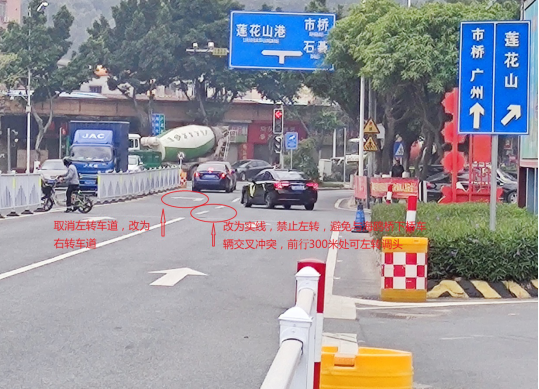 莲花山港
市桥
市桥 广州
莲花山
JAC
取消左转车道，改为
右转车道
改为实线，禁止左转，避免
辆交叉冲突，前行300米处可左转调头